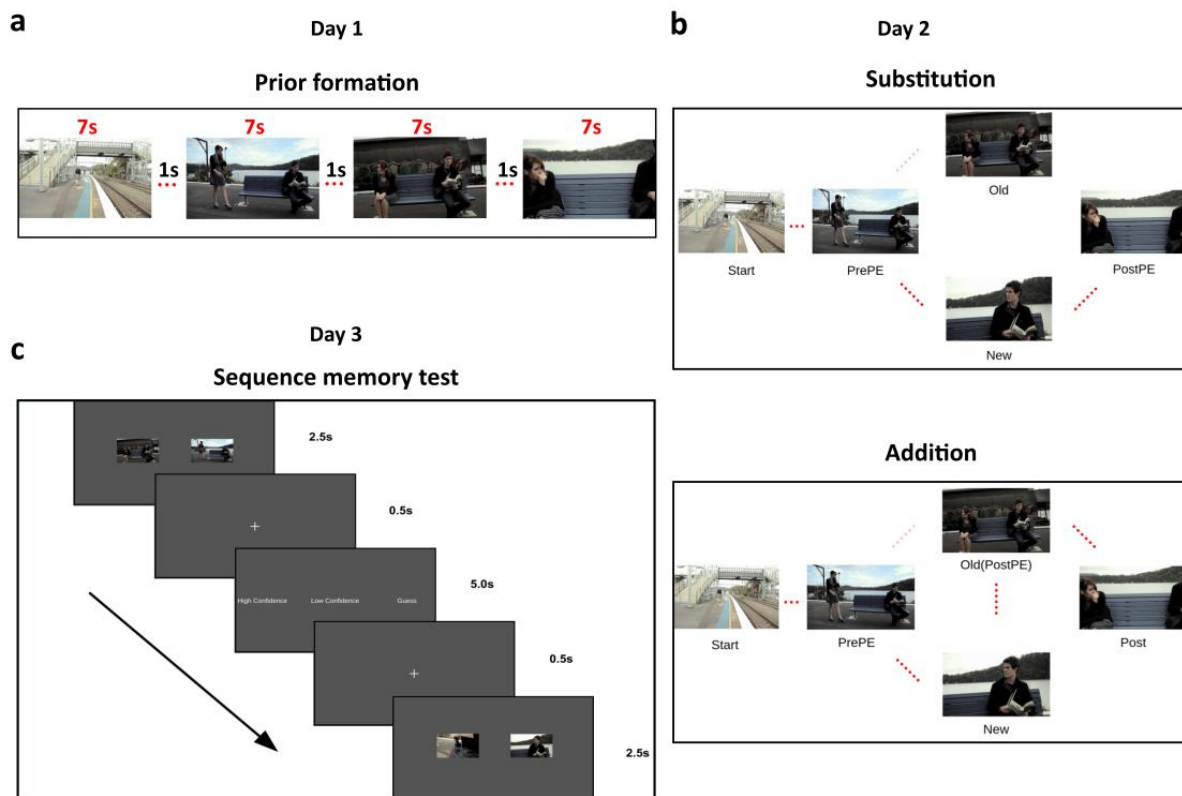 a
Day 1
Prior formation
7s 7s 7s 7s
1s 1s 1s
b
Day 2
Substitution
Old
Start
PrePE
PostPE
New
Addition
Old(PostPE)
Start
PrePE
Post
New
c
Day 3
Sequence memory test
2.5s
0.5s
High Confidence Low Confidence Guess
5.0s
0.5s
2.5s